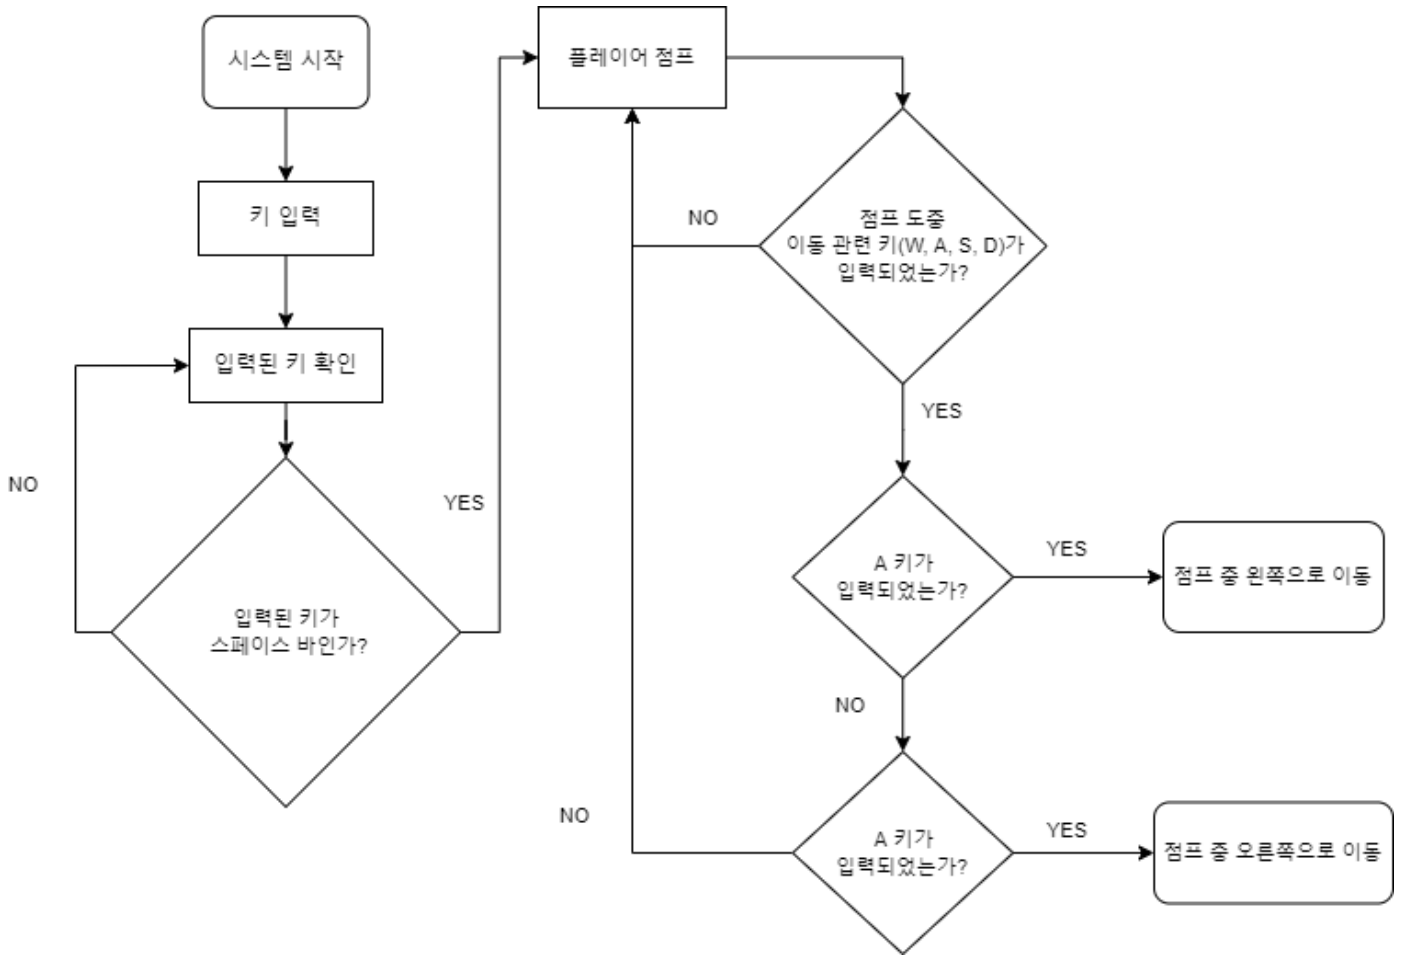 시스템 시작
키 입력
입력된 키 확인
NO
입력된 키가
스페이스 바인가?
YES
플레이어 점프
점프 도중
이동 관련 키(W, A, S, D)가
입력되었는가?
NO
YES
A 키가
입력되었는가?
YES
점프 중 왼쪽으로 이동
NO
A 키가
입력되었는가?
NO
YES
점프 중 오른쪽으로 이동